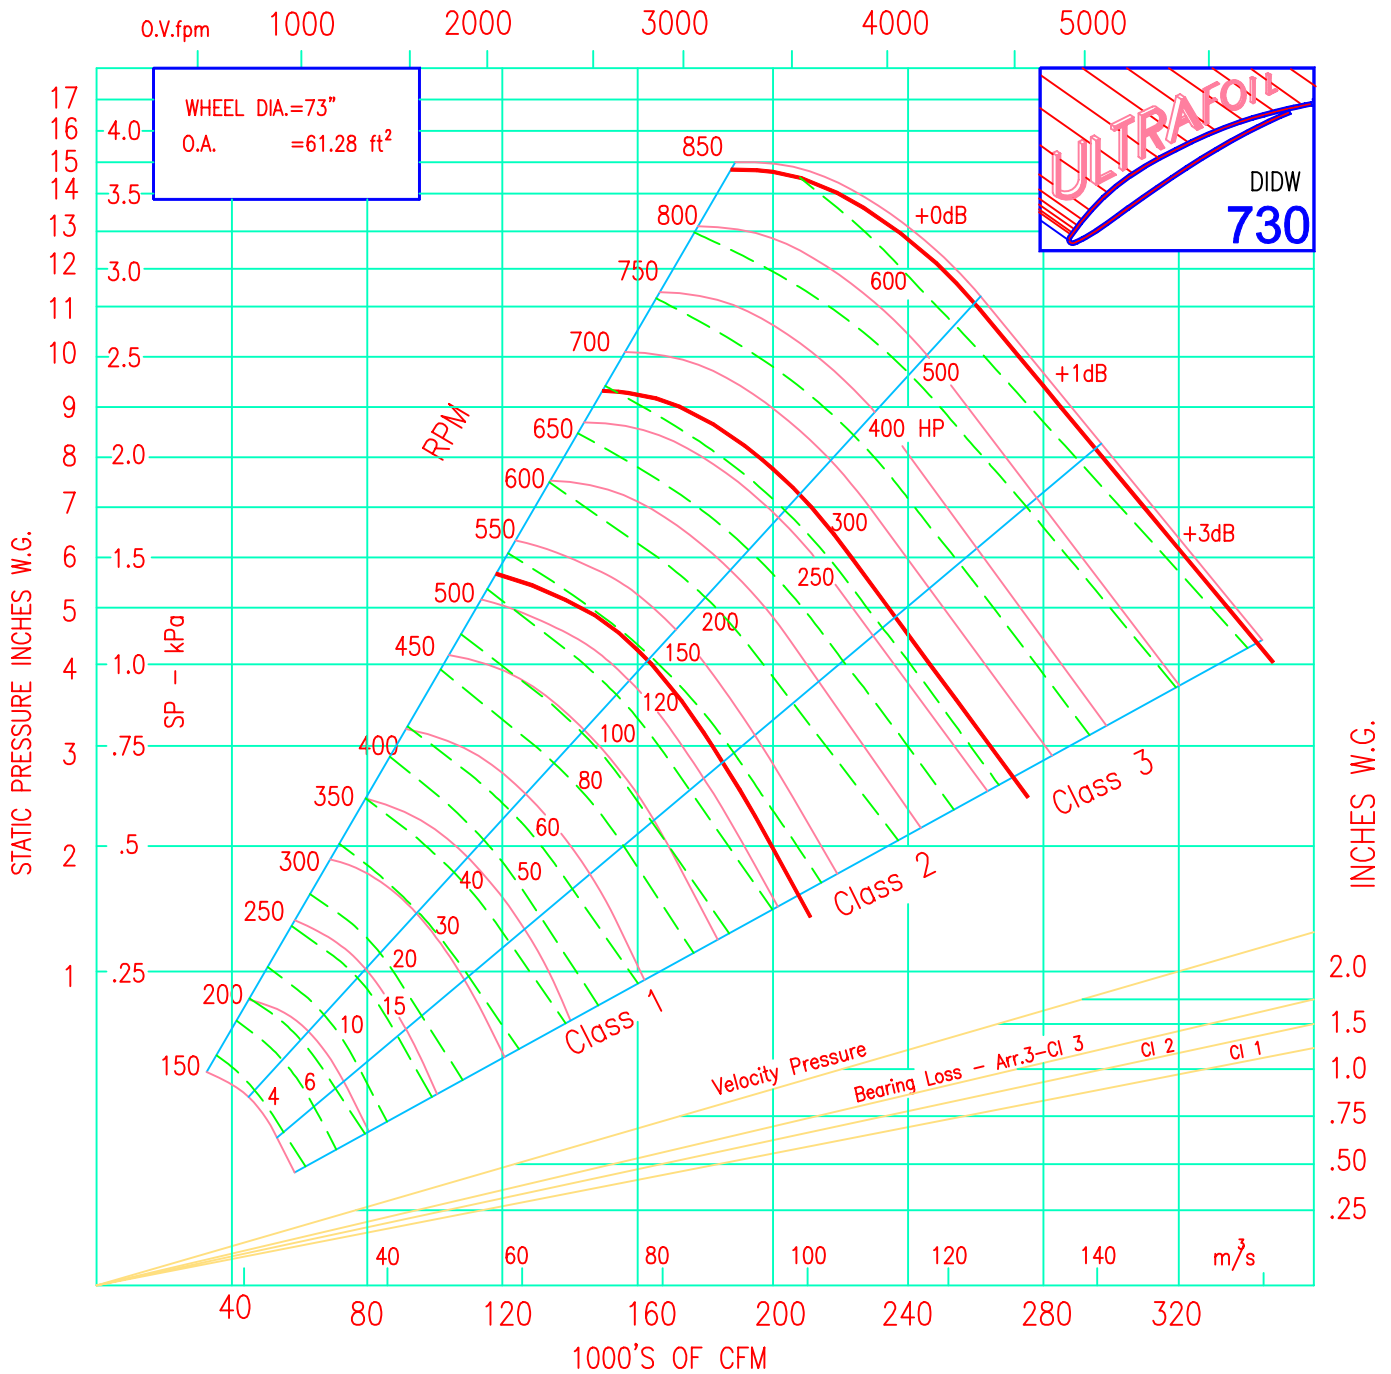 O.V.fpm 1000 2000 3000 4000 5000
WHEEL DIA.=73"
O.A. =61.28 ft²
ULTRAFOIL
DIDW
730
17
16
15
14
13
12
11
10
9
8
7
6
5
4
3
2
1
STATIC PRESSURE INCHES W.G.
4.0
3.5
3.0
2.5
2.0
1.5
1.0
.75
.5
.25
SP - kPa
RPM
850
800
750
700
650
600
550
500
450
400
350
300
250
200
150
+0dB
+1dB
+3dB
600
500
400 HP
300
250
200
150
120
100
80
60
50
40
30
20
15
10
6
4
Class 3
Class 2
Class 1
Velocity Pressure
Bearing Loss - Arr.3-Cl 3
Cl 2
Cl 1
INCHES W.G.
2.0
1.5
1.0
.75
.50
.25
40 60 80 100 120 140 m³/s
40 80 120 160 200 240 280 320
1000'S OF CFM